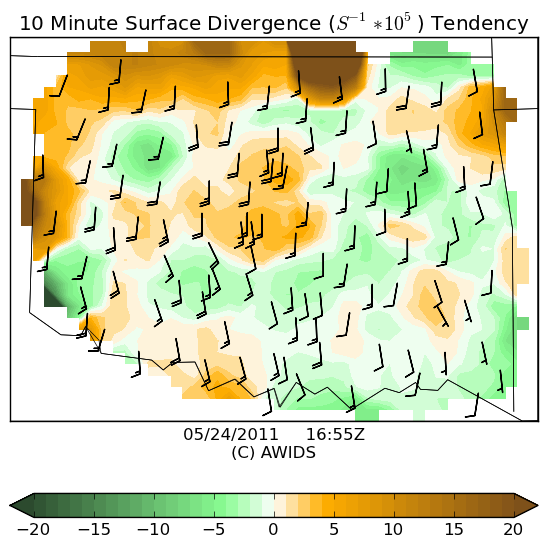 10 Minute Surface Divergence (S⁻¹ *10⁵ ) Tendency
05/24/2011 16:55Z
(C) AWIDS
−20 −15 −10 −5 0 5 10 15 20